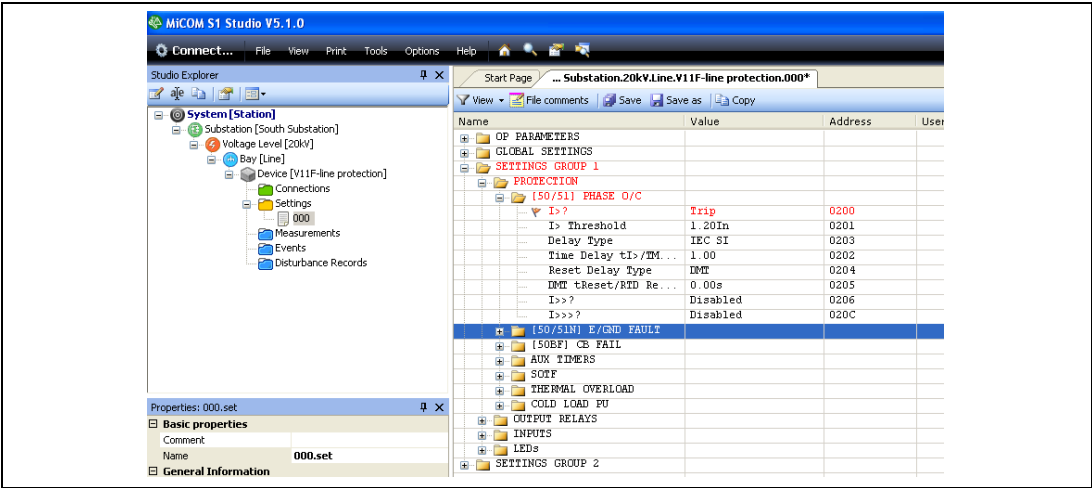 MiCOM S1 Studio V5.1.0
Connect... File View Print Tools Options Help
Studio Explorer
System [Station]
Substation [South Substation]
Voltage Level [20kV]
Bay [Line]
Device [V11F-line protection]
Connections
Settings
000
Measurements
Events
Disturbance Records
Properties: 000.set
Basic properties
Comment
Name 000.set
General Information
Start Page ... Substation.20kV.Line.V11F-line protection.000*
View File comments Save Save as Copy
Name Value Address User
OP PARAMETERS
GLOBAL SETTINGS
SETTINGS GROUP 1
PROTECTION
[50/51] PHASE O/C
I>? Trip 0200
I> Threshold 1.20In 0201
Delay Type IEC SI 0203
Time Delay tI>/TM... 1.00 0202
Reset Delay Type DMT 0204
DMT tReset/RTD Re... 0.00s 0205
I>>? Disabled 0206
I>>>? Disabled 020C
[50/51N] E/GND FAULT
[50BF] CB FAIL
AUX TIMERS
SOTF
THERMAL OVERLOAD
COLD LOAD PU
OUTPUT RELAYS
INPUTS
LEDs
SETTINGS GROUP 2